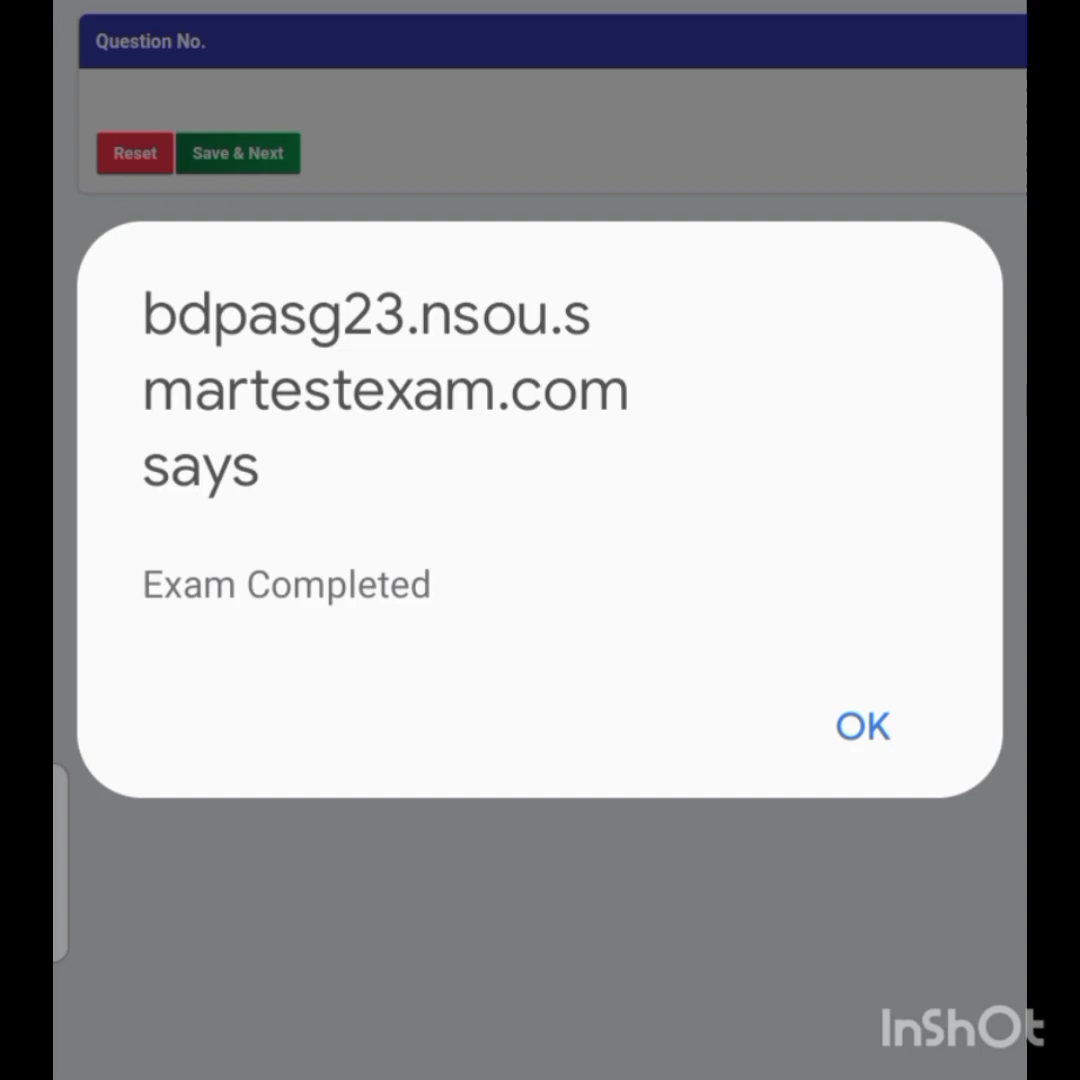 Question No.
Reset Save & Next
bdpasg23.nsou.s
martestexam.com
says
Exam Completed
OK
InShOt